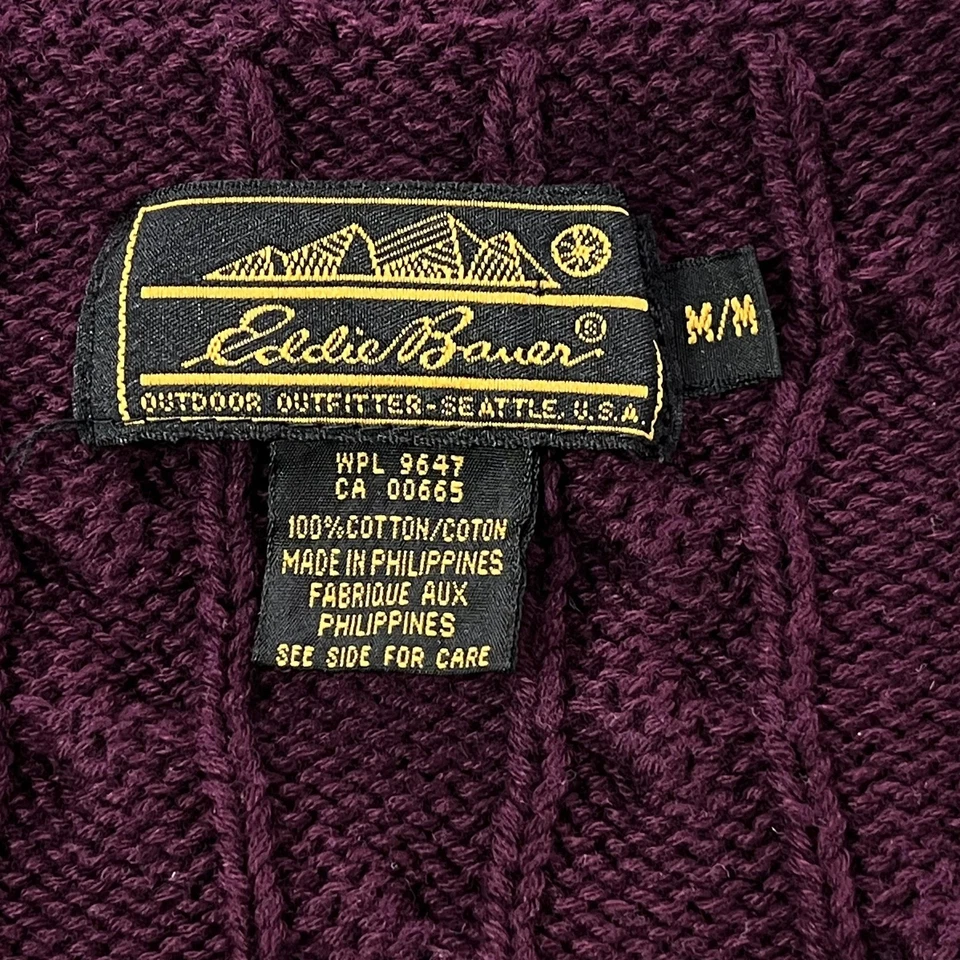 Eddie Bauer®
OUTDOOR OUTFITTER-SEATTLE, U.S.A.
M/M
WPL 9647
CA 00665
100%COTTON/COTON
MADE IN PHILIPPINES
FABRIQUE AUX
PHILIPPINES
SEE SIDE FOR CARE